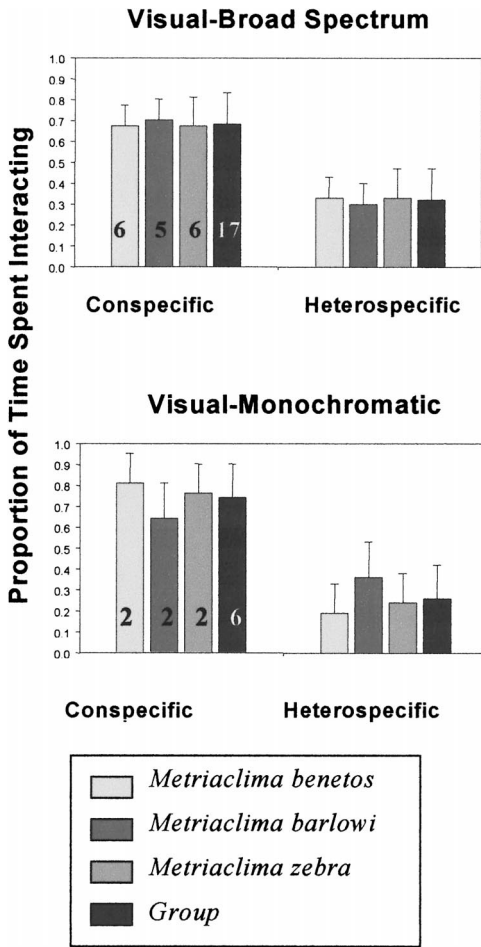 Visual-Broad Spectrum
Proportion of Time Spent Interacting
1.0
0.9
0.8
0.7
0.6
0.5
0.4
0.3
0.2
0.1
0.0
6 5 6 17
Conspecific Heterospecific
Visual-Monochromatic
1.0
0.9
0.8
0.7
0.6
0.5
0.4
0.3
0.2
0.1
0.0
2 2 2 6
Conspecific Heterospecific
Metriaclima benetos
Metriaclima barlowi
Metriaclima zebra
Group